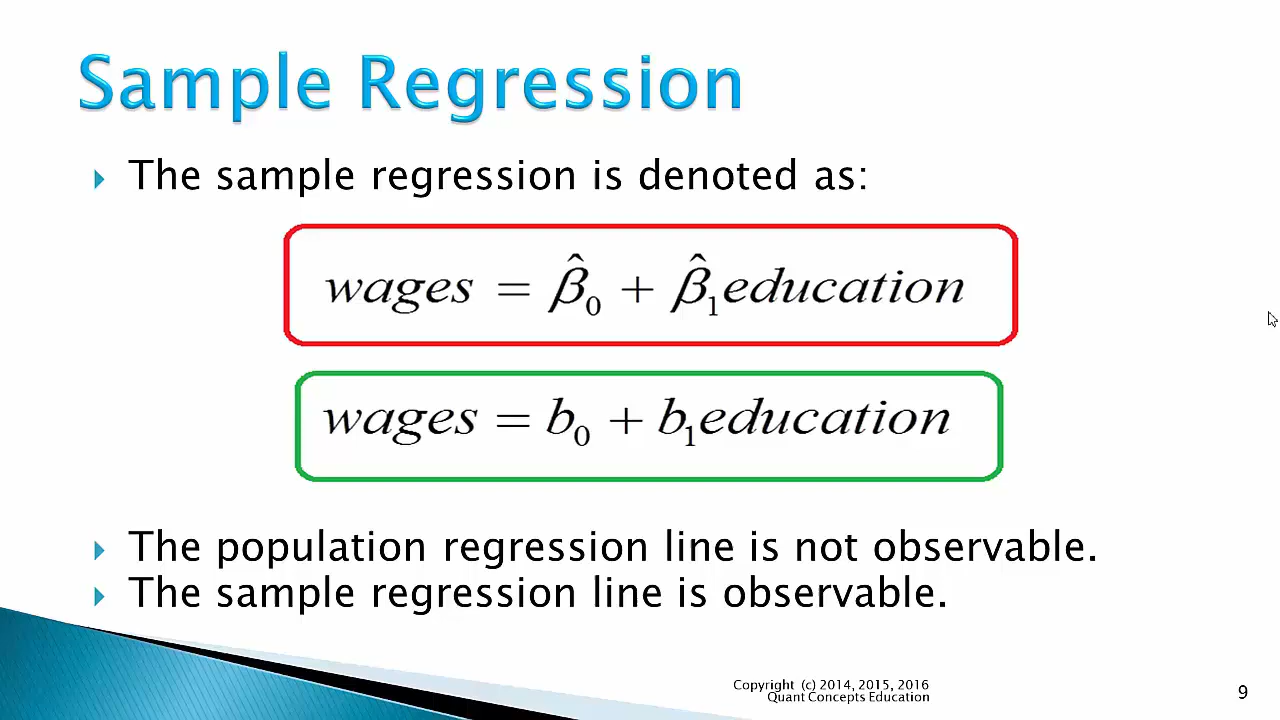 Sample Regression
The sample regression is denoted as:
wages = β̂₀ + β̂₁education
wages = b₀ + b₁education
The population regression line is not observable.
The sample regression line is observable.
Copyright (c) 2014, 2015, 2016
Quant Concepts Education
9